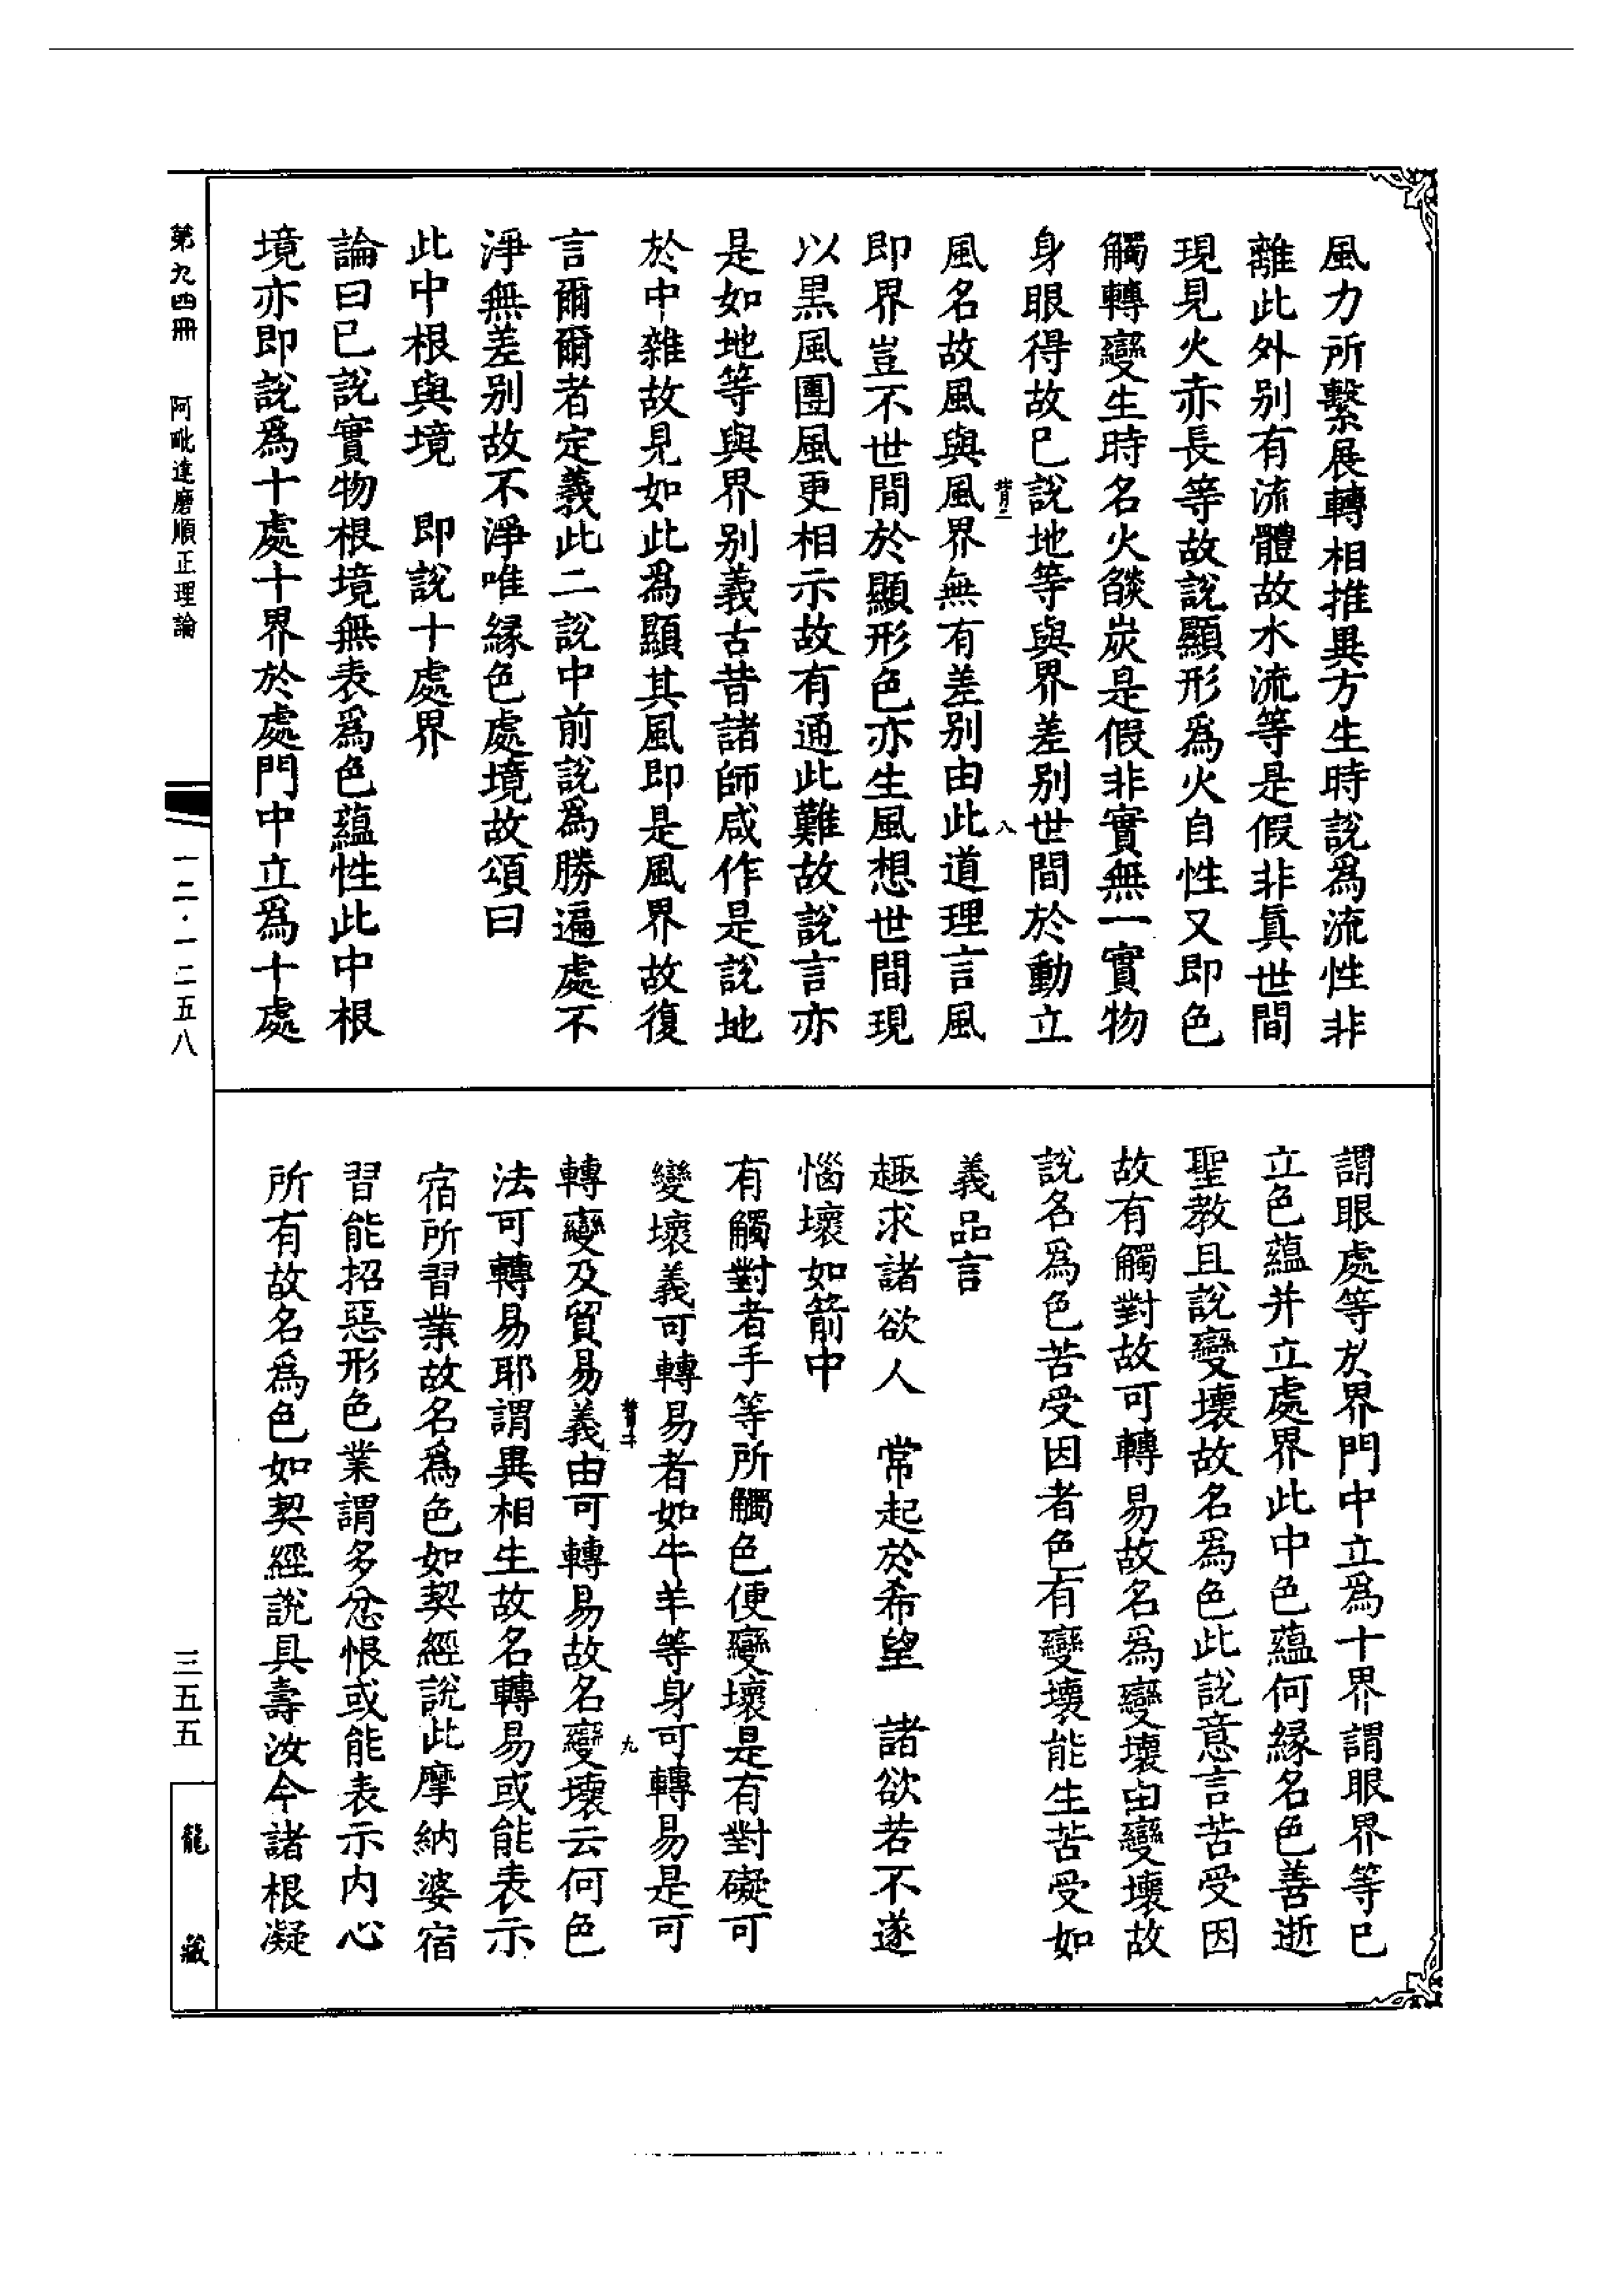 風力所繫展轉相推異方生時說為流性非
離此外別有流體故水流等是假非眞世間
現見火赤長等故說顯形爲火自性又即色
觸轉變生時名火燄炭是假非實無一實物
身眼得故已說地等與界差別世間於動立
風名故風與風界無有差別由此道理言風
即界豈不世間於顯形色亦生風想世間現
以黒風團風更相示故有通此難故說言亦
是如地等與界別義古昔諸師咸作是說地
於中雜故見如此爲顯其風即是風界故復
言爾爾者定義此二說中前說爲勝遍處不
淨無差別故不淨唯緣色處境故頌曰
此中根與境　即說十處界
論曰已說實物根境無表爲色蘊性此中根
境亦即說爲十處十界於處門中立爲十處
謂眼處等於界門中立爲十界謂眼界等已
立色蘊并立處界此中色蘊何緣名色善逝
聖教且說變壞故名爲色此說意言苦受因
故有觸對故可轉易故名爲變壞由變壞故
說名爲色苦受因者色有變壞能生苦受如
義品言
趣求諸欲人　常起於希望　諸欲若不遂
惱壞如箭中
有觸對者手等所觸色便變壞是有對礙可
變壞義可轉易者如牛羊等身可轉易是可
轉變及貿易義由可轉易故名變壞云何色
法可轉易耶謂異相生故名轉易或能表示
宿所習業故名爲色如契經說此摩納婆宿
習能招惡形色業謂多忿恨或能表示内心
所有故名爲色如契經說具壽汝今諸根凝
八
九
第九四冊　阿毗達磨順正理論
一二·一二五八
三五五
龍藏